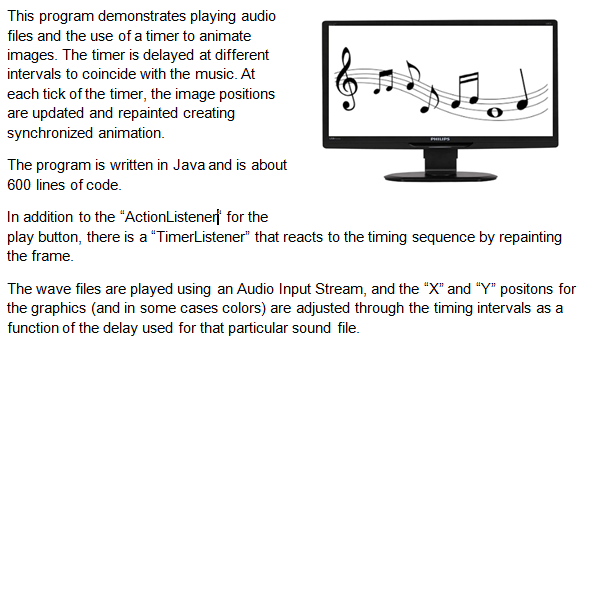 This program demonstrates playing audio
files and the use of a timer to animate
images. The timer is delayed at different
intervals to coincide with the music. At
each tick of the timer, the image positions
are updated and repainted creating
synchronized animation.
PHILIPS
The program is written in Java and is about
600 lines of code.
In addition to the “ActionListener” for the
play button, there is a “TimerListener” that reacts to the timing sequence by repainting
the frame.
The wave files are played using an Audio Input Stream, and the “X” and “Y” positons for
the graphics (and in some cases colors) are adjusted through the timing intervals as a
function of the delay used for that particular sound file.